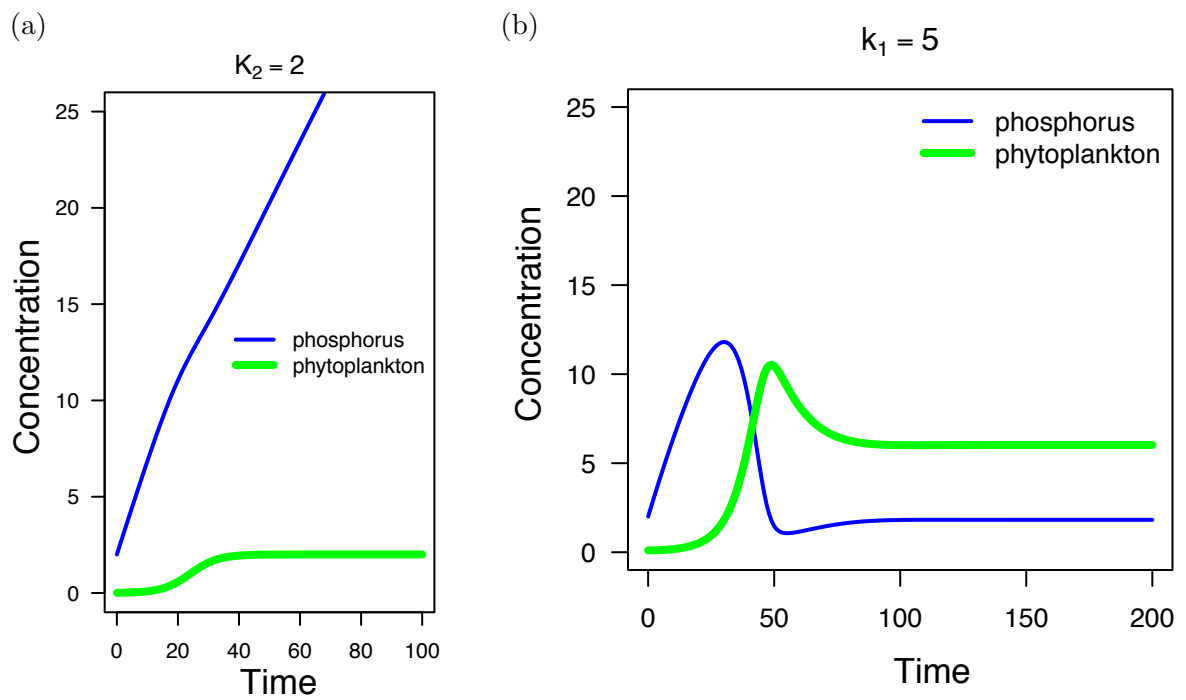 (a)
K₂ = 2
Concentration
25
20
15
10
5
0
phosphorus
phytoplankton
0 20 40 60 80 100
Time
(b)
k₁ = 5
Concentration
25
20
15
10
5
0
phosphorus
phytoplankton
0 50 100 150 200
Time